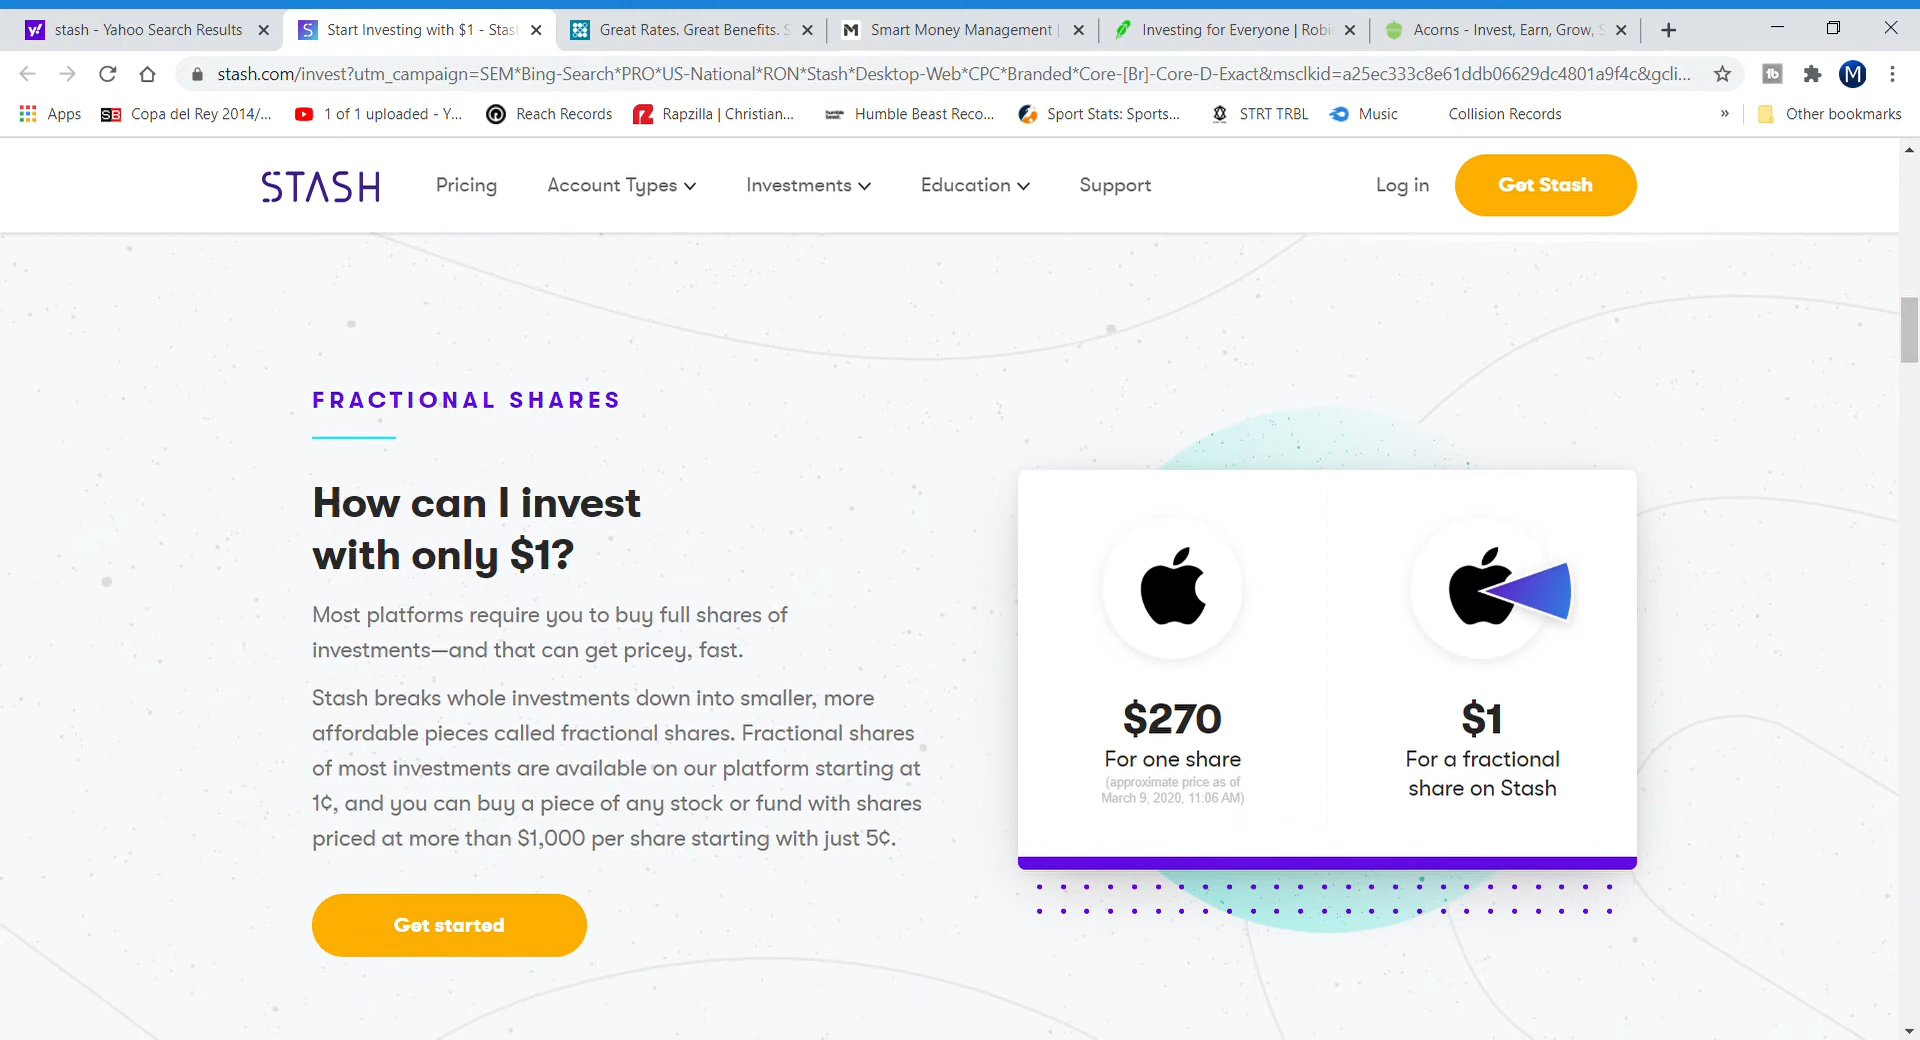 stash - Yahoo Search Results
Start Investing with $1 - Stas
Great Rates. Great Benefits. S
Smart Money Management |
Investing for Everyone | Robi
Acorns - Invest, Earn, Grow, S
stash.com/invest?utm_campaign=SEM*Bing-Search*PRO*US-National*RON*Stash*Desktop-Web*CPC*Branded*Core-[Br]-Core-D-Exact&msclkid=a25ec333c8e61ddb06629dc4801a9f4c&gcli...
M
Apps
SB Copa del Rey 2014/...
1 of 1 uploaded - Y...
Reach Records
Rapzilla | Christian...
Humble Beast Reco...
Sport Stats: Sports...
STRT TRBL
Music
Collision Records
»
Other bookmarks
STASH
Pricing
Account Types
Investments
Education
Support
Log in
Get Stash
FRACTIONAL SHARES
How can I invest
with only $1?
Most platforms require you to buy full shares of
investments—and that can get pricey, fast.
Stash breaks whole investments down into smaller, more
affordable pieces called fractional shares. Fractional shares
of most investments are available on our platform starting at
1¢, and you can buy a piece of any stock or fund with shares
priced at more than $1,000 per share starting with just 5¢.
Get started
$270
For one share
(approximate price as of
March 9, 2020, 11:06 AM)
$1
For a fractional
share on Stash